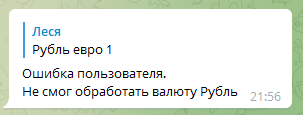 Леся
Рубль евро 1
Ошибка пользователя.
Не смог обработать валюту Рубль
21:56